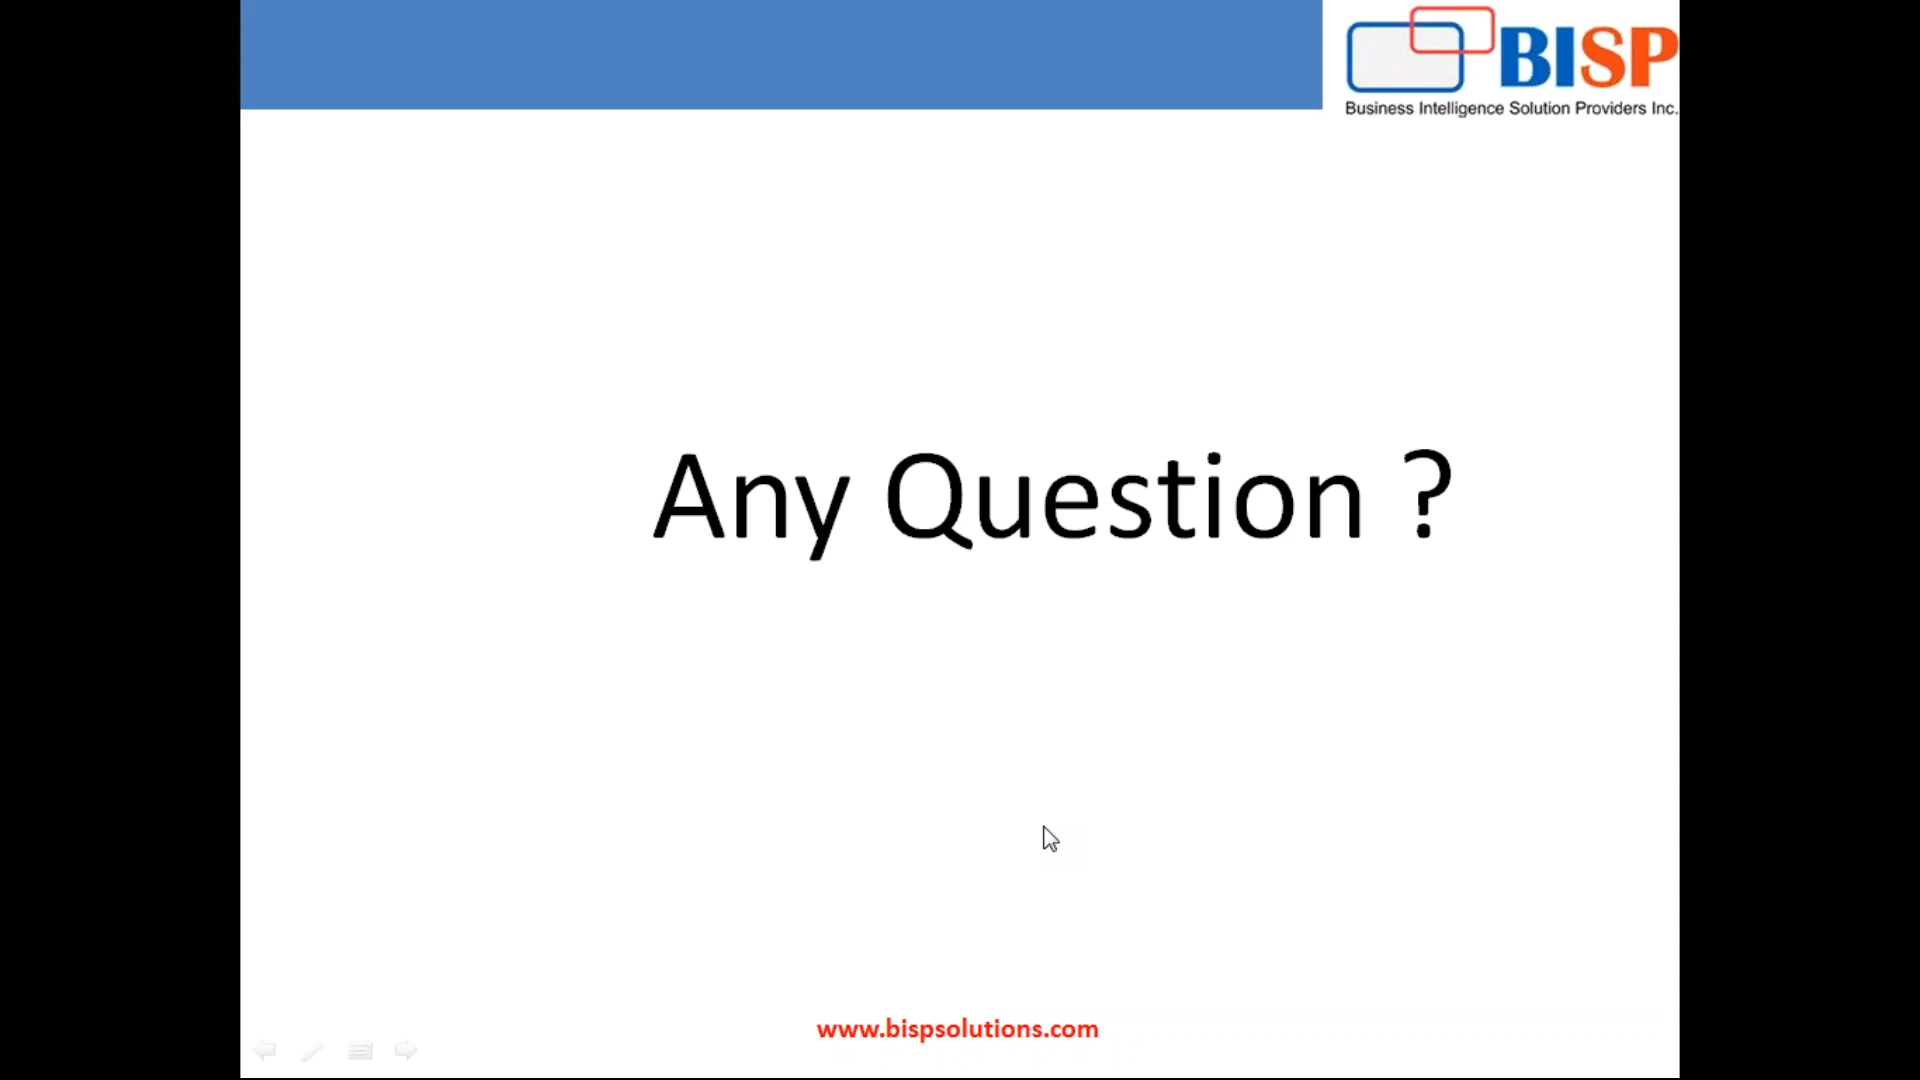 BISP
Business Intelligence Solution Providers Inc.
Any Question ?
www.bispsolutions.com